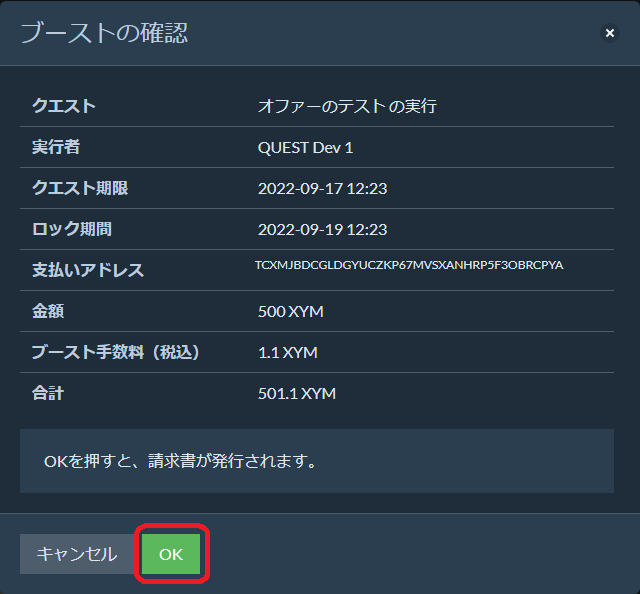 ブーストの確認
クエスト オファーのテスト の実行
実行者 QUEST Dev 1
クエスト期限 2022-09-17 12:23
ロック期間 2022-09-19 12:23
支払いアドレス TCXMJBDCGLDGYUCZKP67MVSXANHRP5F3OBRCPYA
金額 500 XYM
ブースト手数料（税込） 1.1 XYM
合計 501.1 XYM
OKを押すと、請求書が発行されます。
キャンセル OK